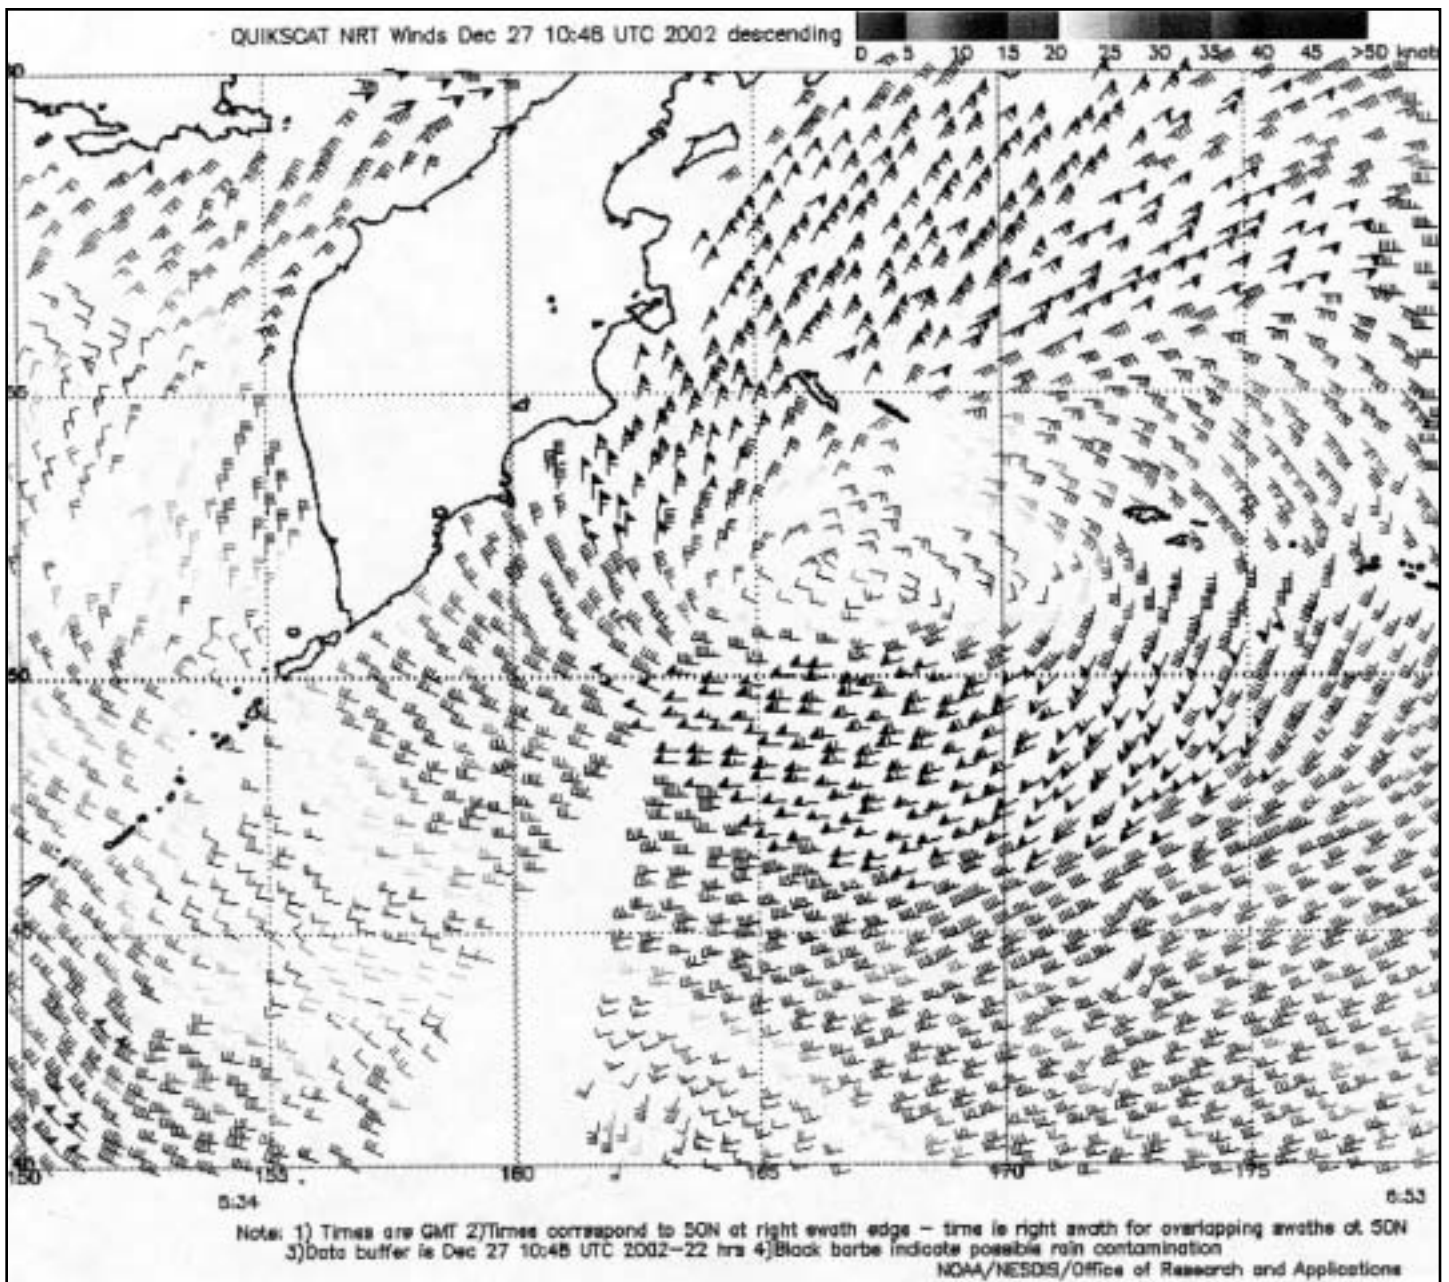 QUIKSCAT NRT Winds Dec 27 10:48 UTC 2002 descending
0 5 10 15 20 25 30 35 40 45 >50 knots
60
55
50
45
150 155 160 165 170 175
5:34 6:53
Note: 1) Times are GMT 2)Times correspond to 50N at right swath edge – time is right swath for overlapping swaths at 50N
3)Data buffer is Dec 27 10:48 UTC 2002–22 hrs 4)Black barbs indicate possible rain contamination
NOAA/NESDIS/Office of Research and Applications